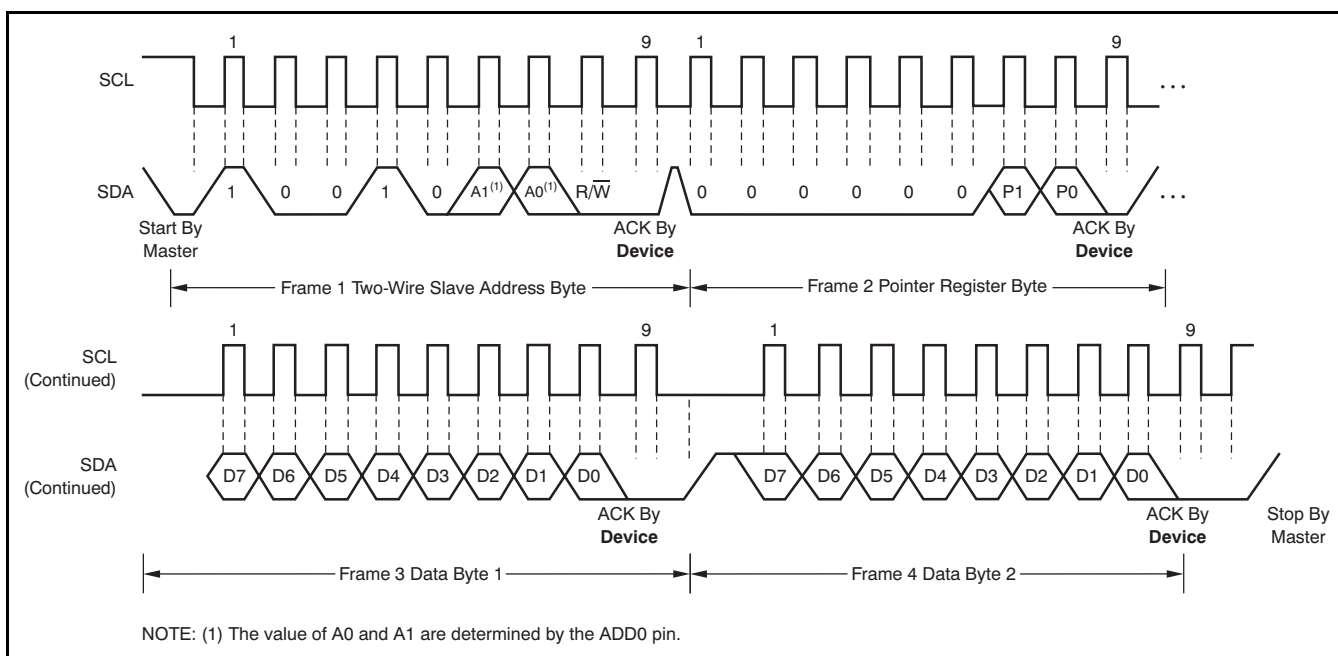 1 9 1 9
SCL ...
SDA 1 0 0 1 0 A1(1) A0(1) R/W̅ 0 0 0 0 0 0 P1 P0 ...
Start By Master
ACK By Device
ACK By Device
Frame 1 Two-Wire Slave Address Byte
Frame 2 Pointer Register Byte
1 9 1 9
SCL (Continued)
SDA (Continued) D7 D6 D5 D4 D3 D2 D1 D0 D7 D6 D5 D4 D3 D2 D1 D0
ACK By Device
ACK By Device
Stop By Master
Frame 3 Data Byte 1
Frame 4 Data Byte 2
NOTE: (1) The value of A0 and A1 are determined by the ADD0 pin.